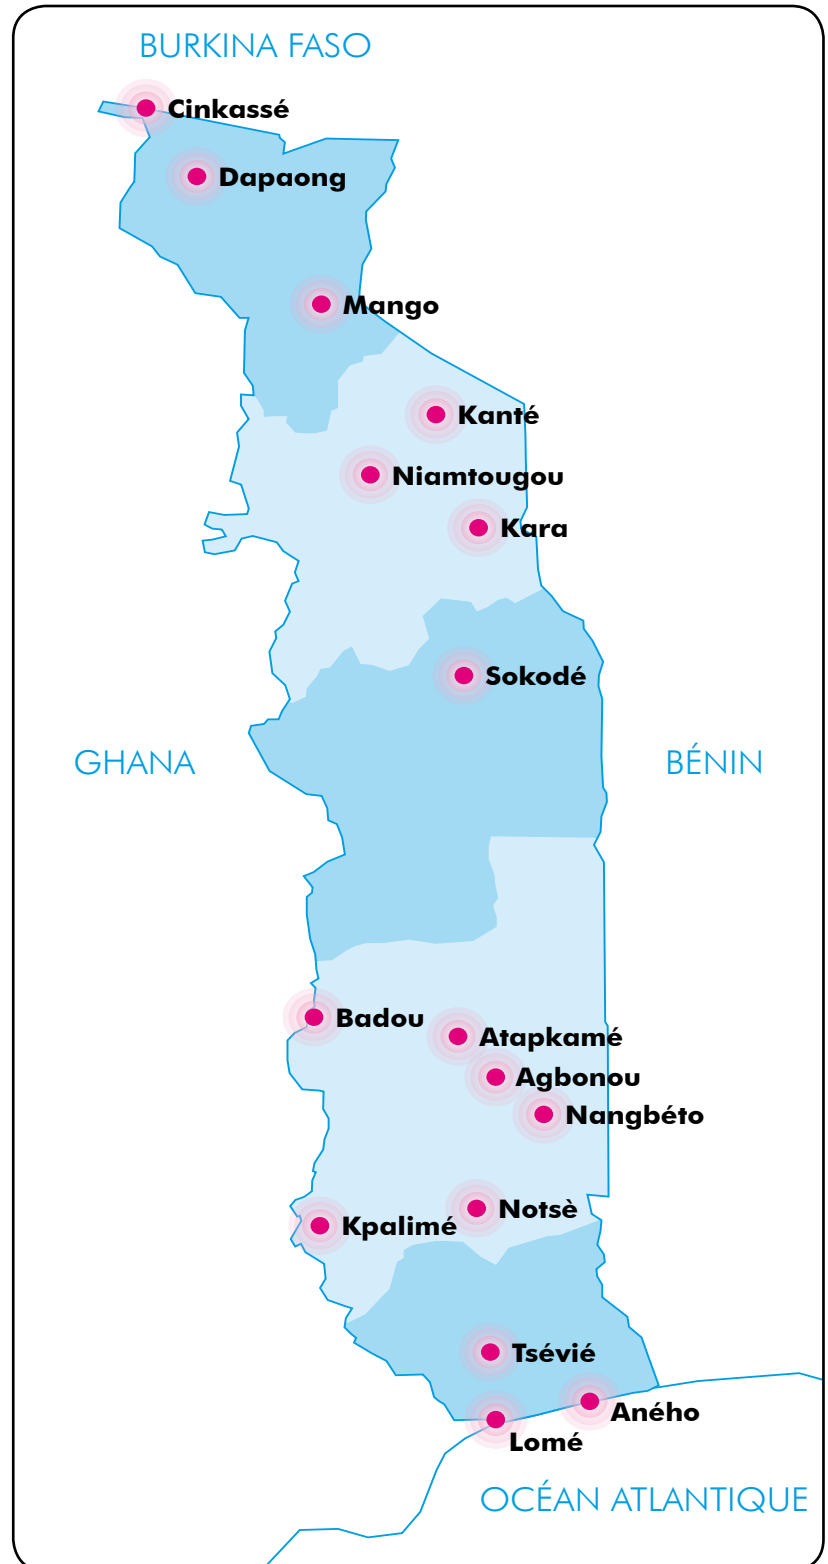 BURKINA FASO
Cinkassé
Dapaong
Mango
Kanté
Niamtougou
Kara
Sokodé
GHANA
BÉNIN
Badou
Atapkamé
Agbonou
Nangbéto
Notsè
Kpalimé
Tsévié
Aného
Lomé
OCÉAN ATLANTIQUE